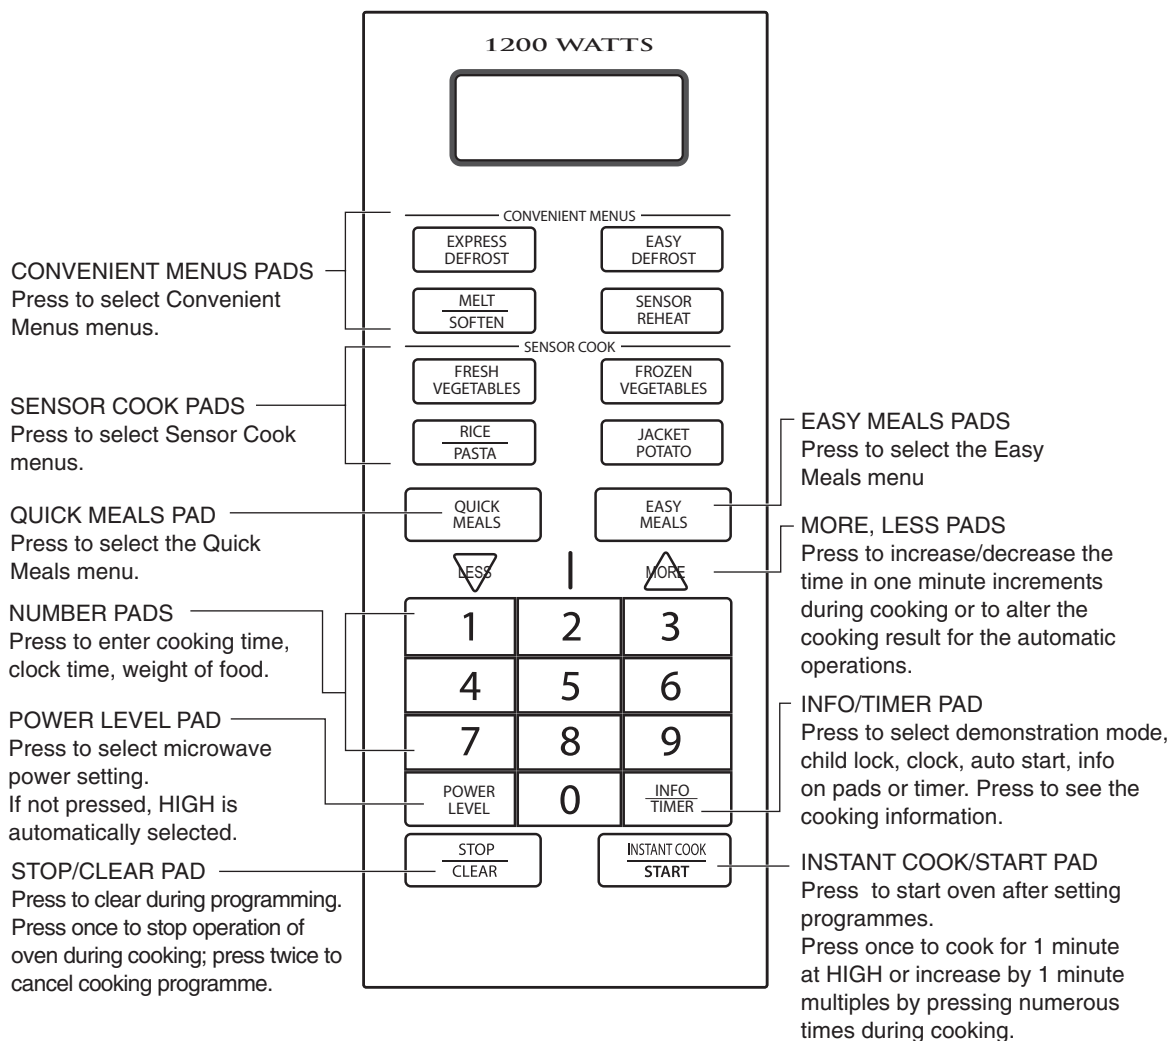 1200 WATTS
CONVENIENT MENUS
EXPRESS
DEFROST
EASY
DEFROST
MELT
SOFTEN
SENSOR
REHEAT
SENSOR COOK
FRESH
VEGETABLES
FROZEN
VEGETABLES
RICE
PASTA
JACKET
POTATO
QUICK
MEALS
EASY
MEALS
LESS
MORE
1
2
3
4
5
6
7
8
9
POWER
LEVEL
0
INFO
TIMER
STOP
CLEAR
INSTANT COOK
START
CONVENIENT MENUS PADS
Press to select Convenient
Menus menus.
SENSOR COOK PADS
Press to select Sensor Cook
menus.
QUICK MEALS PAD
Press to select the Quick
Meals menu.
NUMBER PADS
Press to enter cooking time,
clock time, weight of food.
POWER LEVEL PAD
Press to select microwave
power setting.
If not pressed, HIGH is
automatically selected.
STOP/CLEAR PAD
Press to clear during programming.
Press once to stop operation of
oven during cooking; press twice to
cancel cooking programme.
EASY MEALS PADS
Press to select the Easy
Meals menu
MORE, LESS PADS
Press to increase/decrease the
time in one minute increments
during cooking or to alter the
cooking result for the automatic
operations.
INFO/TIMER PAD
Press to select demonstration mode,
child lock, clock, auto start, info
on pads or timer. Press to see the
cooking information.
INSTANT COOK/START PAD
Press to start oven after setting
programmes.
Press once to cook for 1 minute
at HIGH or increase by 1 minute
multiples by pressing numerous
times during cooking.